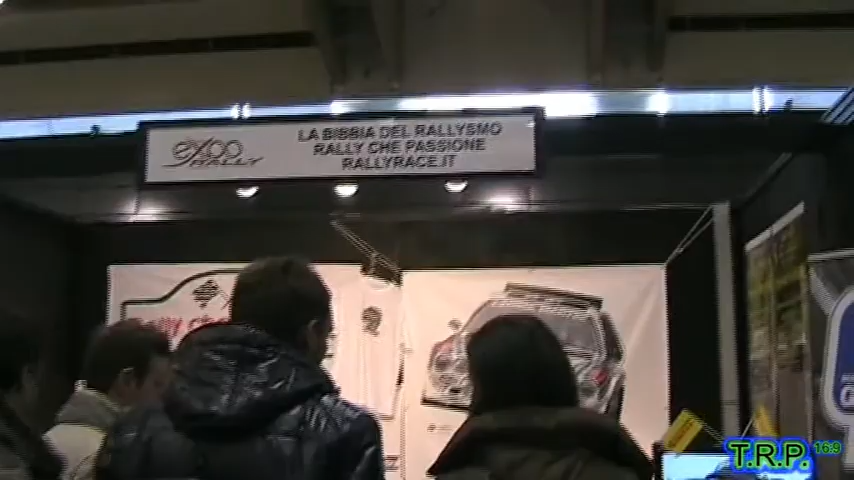 expo
RALLY
LA BIBBIA DEL RALLYSMO
RALLY CHE PASSIONE
RALLYRACE.IT
T.R.P. 16:9